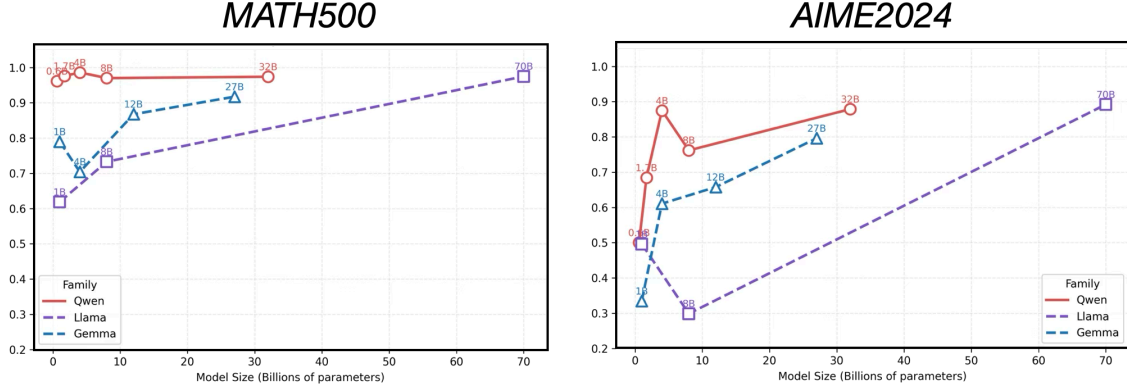 MATH500
1.0
0.9
0.8
0.7
0.6
0.5
0.4
0.3
0.2
0.6B
1.7B
4B
8B
32B
1B
4B
12B
27B
1B
8B
70B
Family
Qwen
Llama
Gemma
0 10 20 30 40 50 60 70
Model Size (Billions of parameters)
AIME2024
1.0
0.9
0.8
0.7
0.6
0.5
0.4
0.3
0.2
1.7B
4B
8B
32B
1B
4B
12B
27B
8B
70B
Family
Qwen
Llama
Gemma
0 10 20 30 40 50 60 70
Model Size (Billions of parameters)